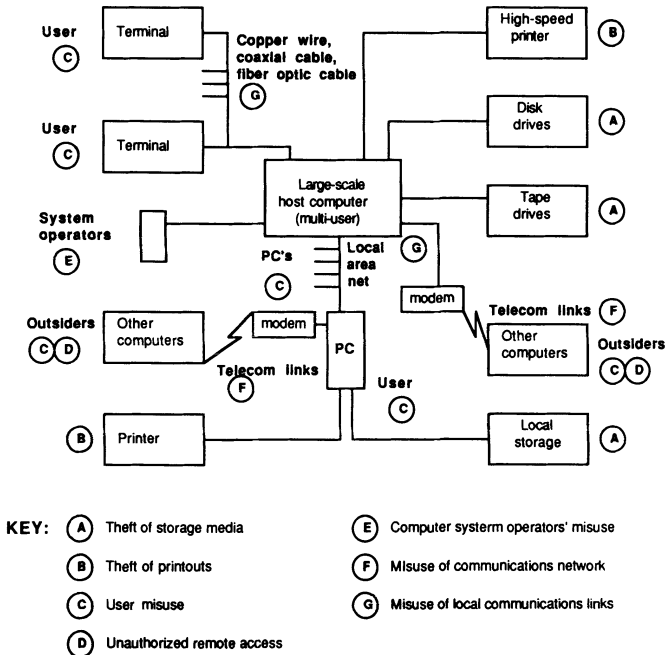 User
C
Terminal
Copper wire,
coaxial cable,
fiber optic cable
G
High-speed
printer
B
User
C
Terminal
Disk
drives
A
Large-scale
host computer
(multi-user)
Tape
drives
A
System
operators
E
PC's
C
Local
area
net
G
modem
Outsiders
C D
Other
computers
modem
PC
Telecom links
F
Telecom links F
Other
computers
Outsiders
C D
User
C
B
Printer
Local
storage
A
KEY:
A Theft of storage media
B Theft of printouts
C User misuse
D Unauthorized remote access
E Computer systerm operators' misuse
F Misuse of communications network
G Misuse of local communications links